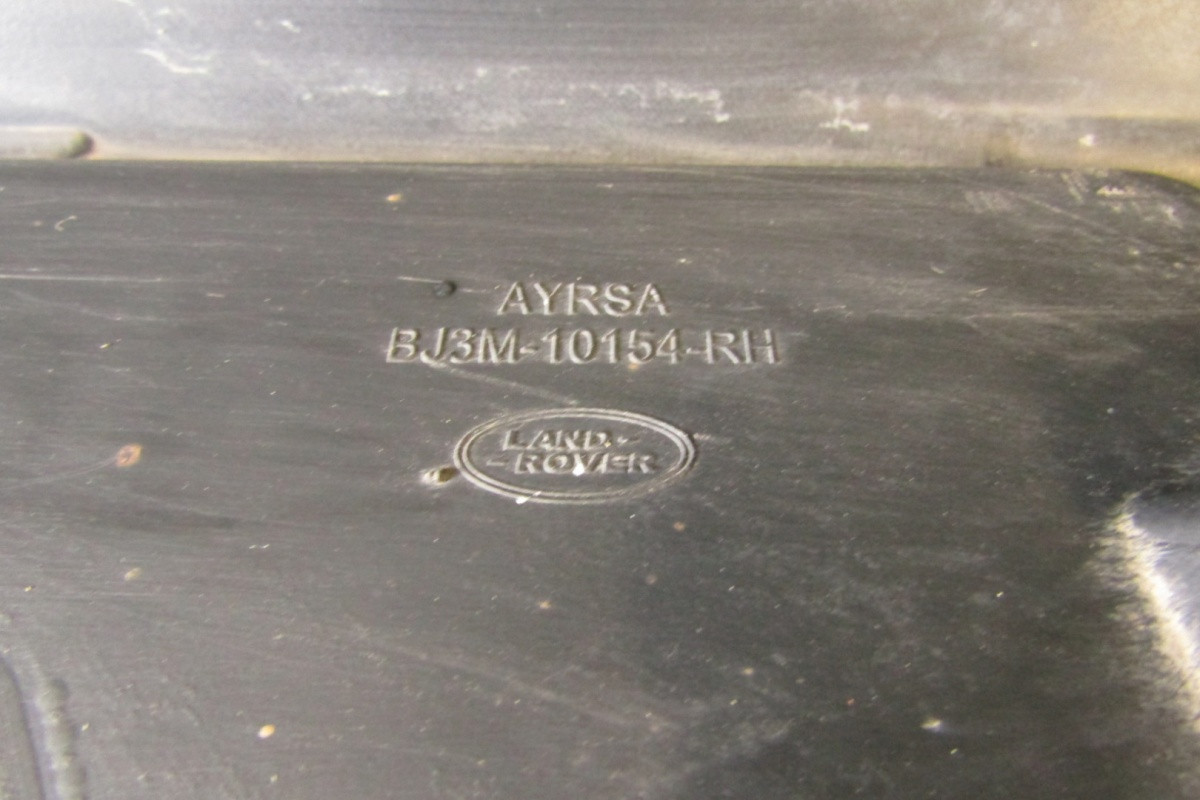 AYRSA
BJ3M-10154-RH
LAND-
-ROVER